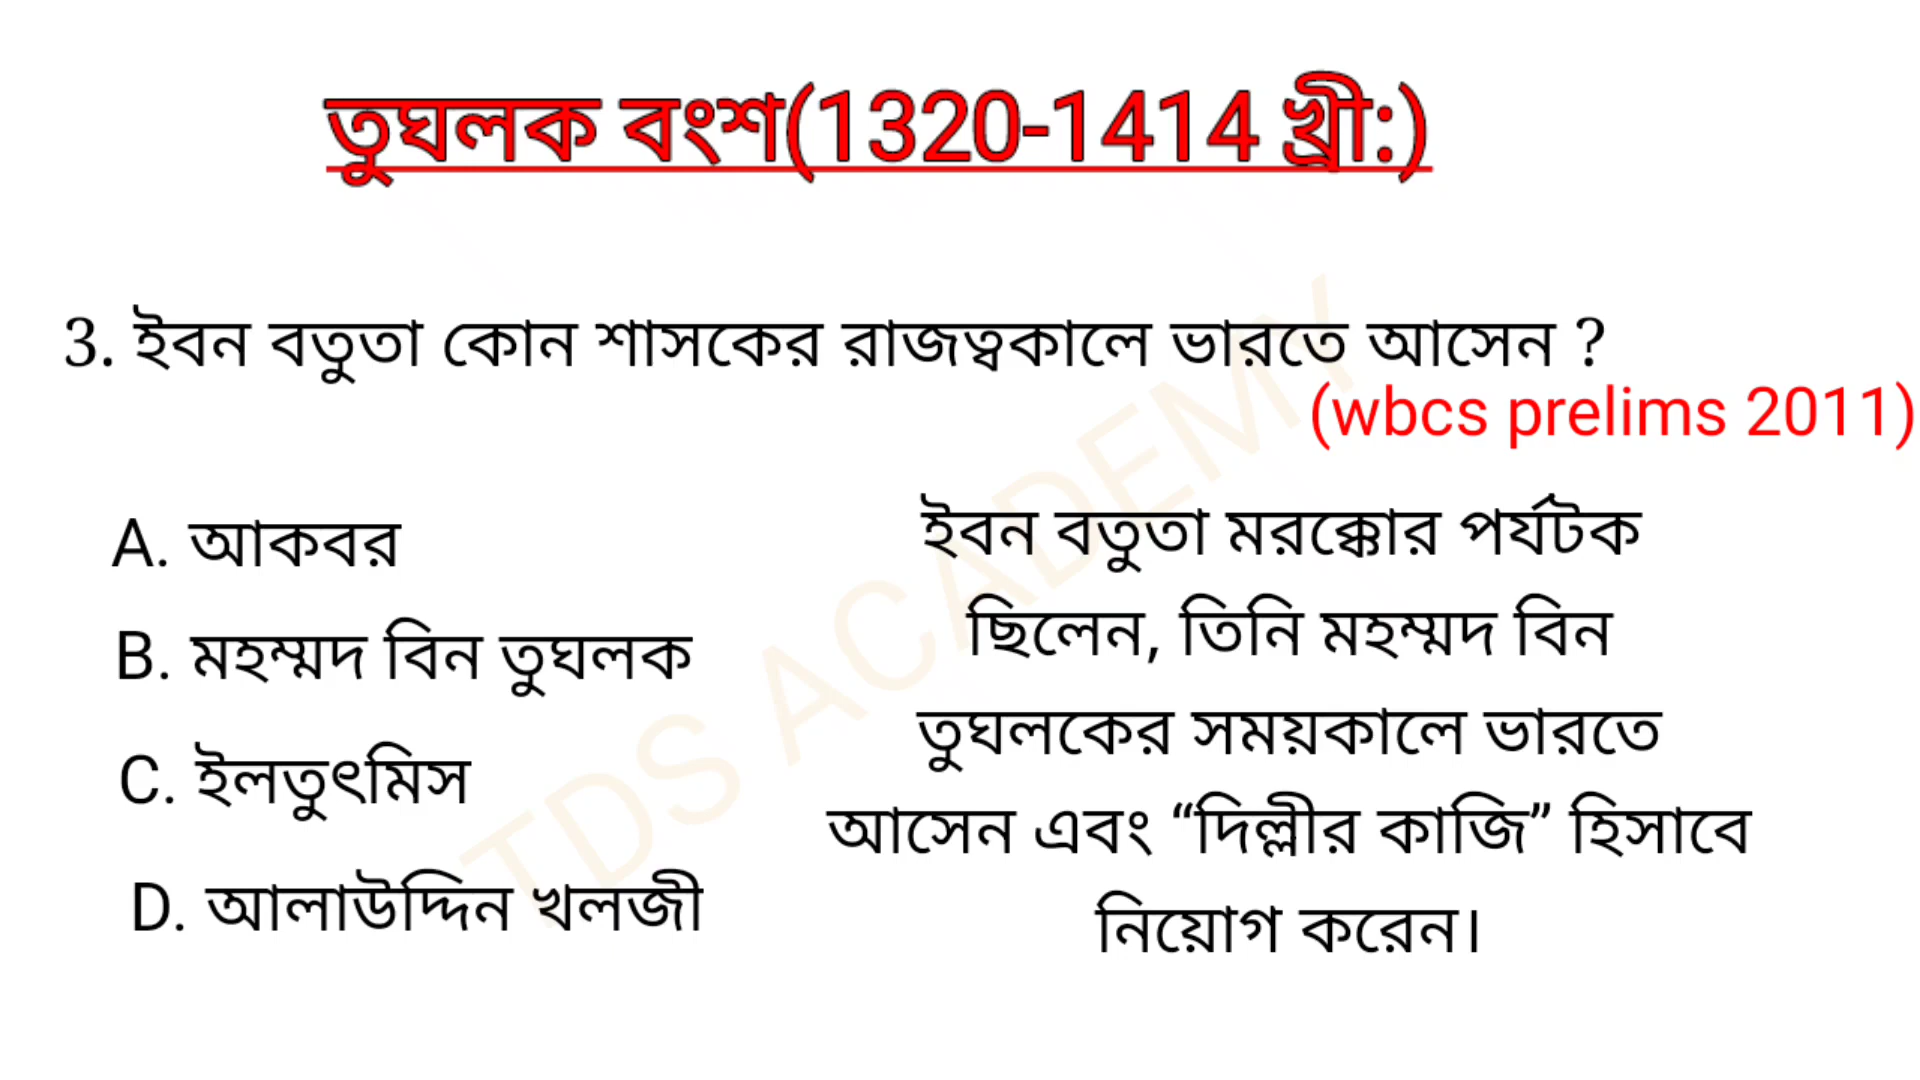 তুঘলক বংশ(1320-1414 খ্রী:)
3. ইবন বতুতা কোন শাসকের রাজত্বকালে ভারতে আসেন ?
(wbcs prelims 2011)
A. আকবর
B. মহম্মদ বিন তুঘলক
C. ইলতুৎমিস
D. আলাউদ্দিন খলজী
ইবন বতুতা মরক্কোর পর্যটক
ছিলেন, তিনি মহম্মদ বিন
তুঘলকের সময়কালে ভারতে
আসেন এবং “দিল্লীর কাজি” হিসাবে
নিয়োগ করেন।
TDS ACADEMY